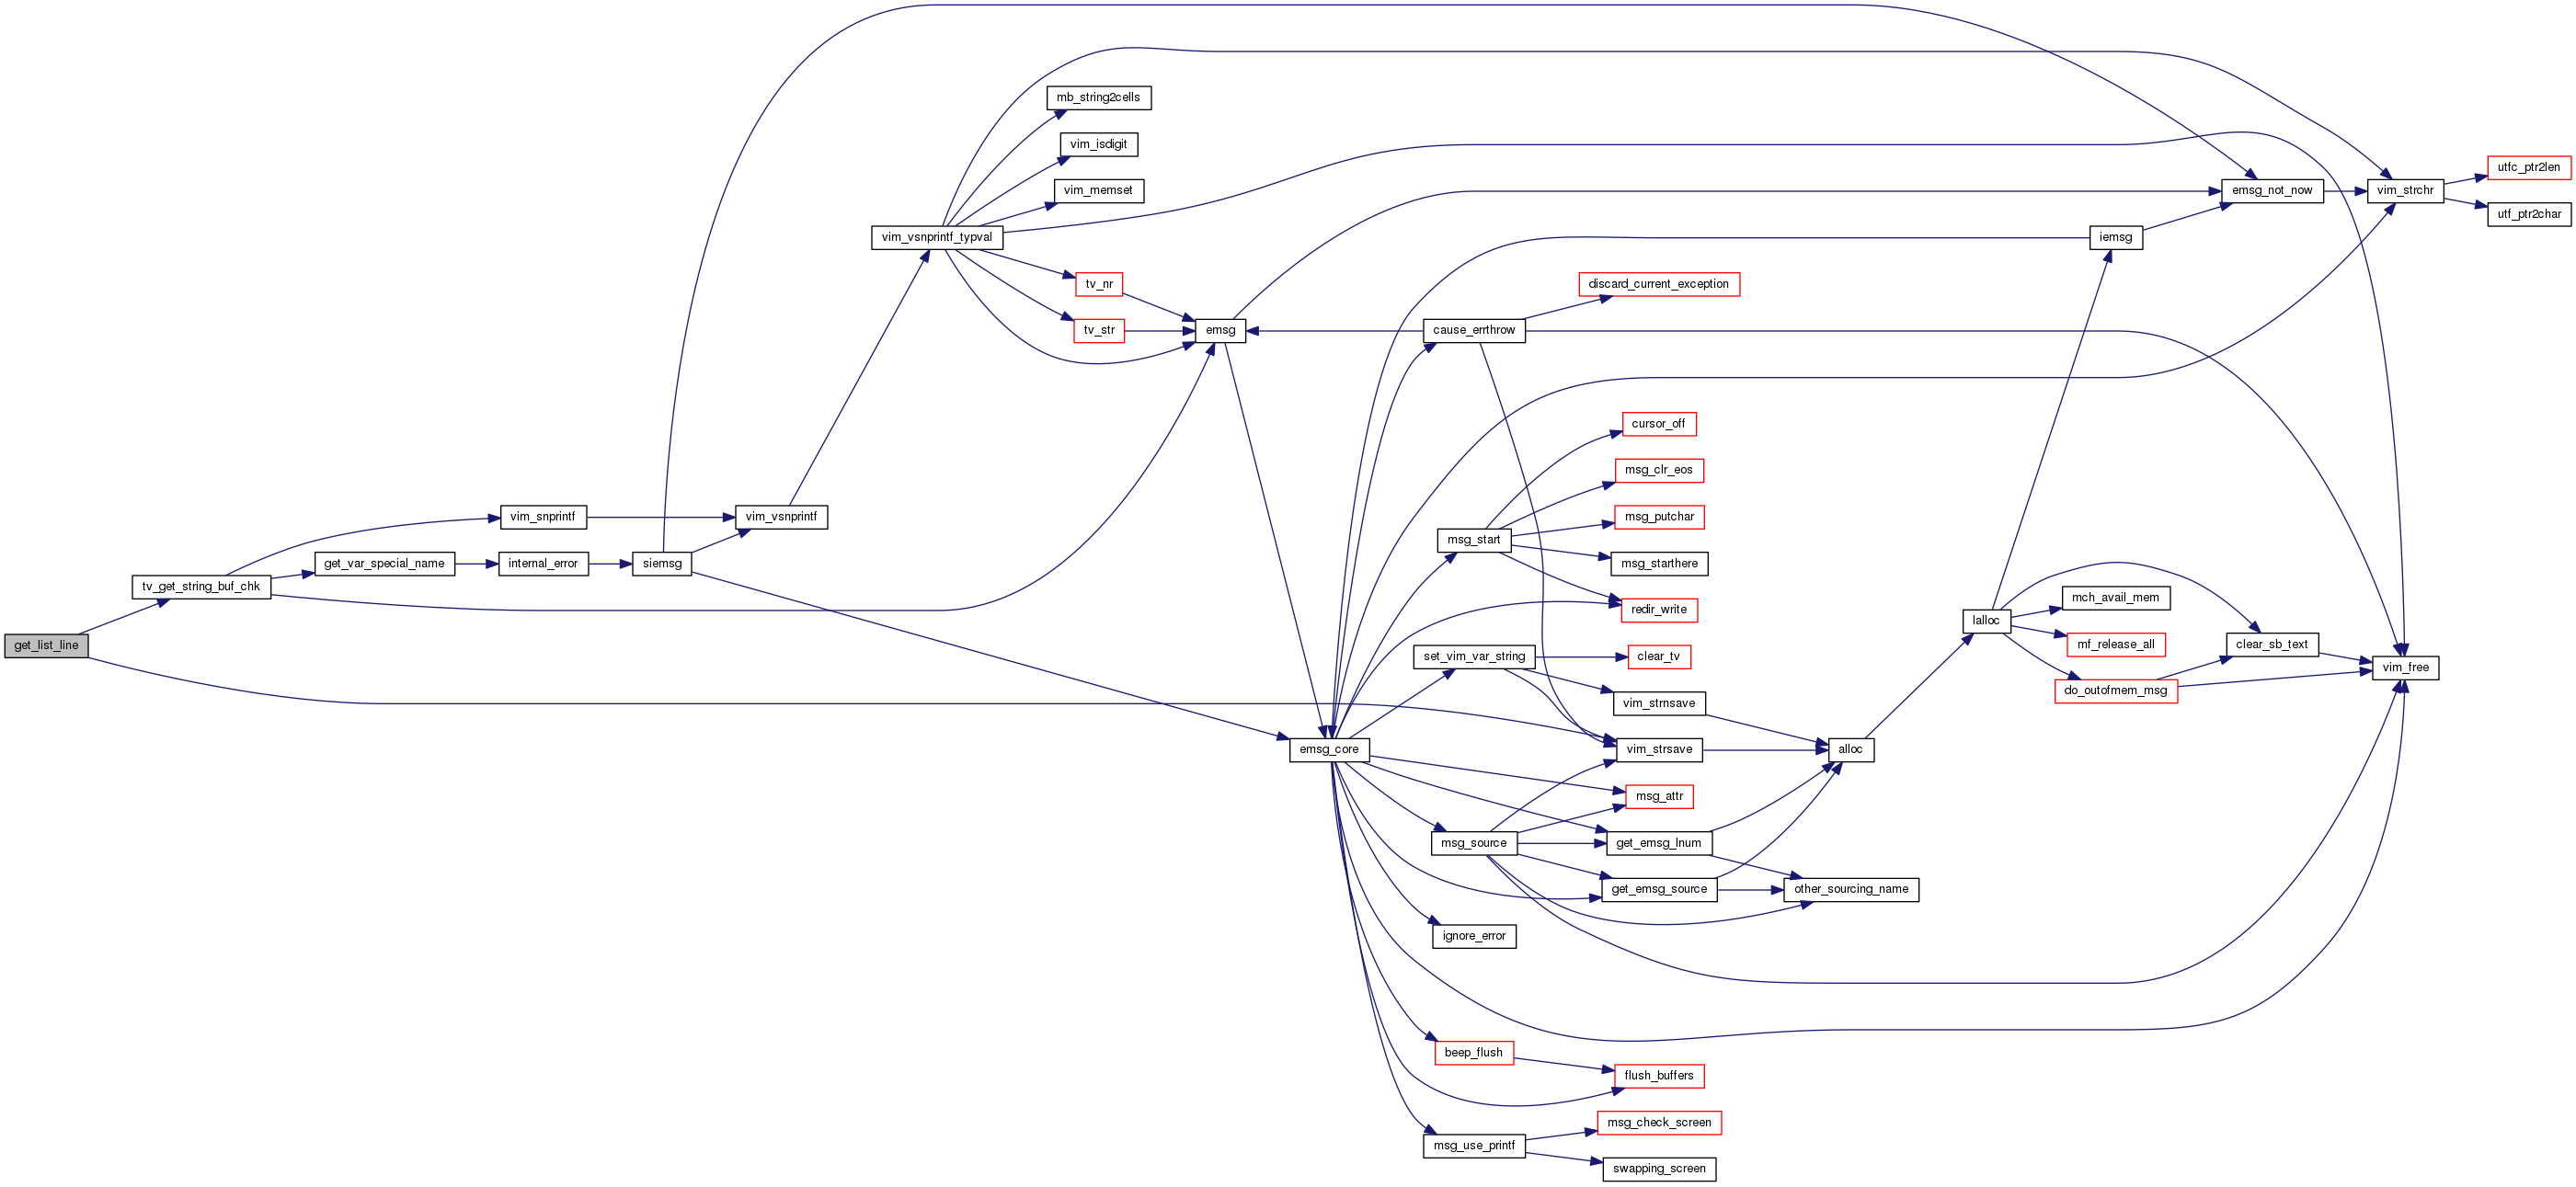 get_list_line
tv_get_string_buf_chk
vim_snprintf
get_var_special_name
internal_error
siemsg
vim_vsnprintf
vim_vsnprintf_typval
mb_string2cells
vim_isdigit
vim_memset
tv_nr
tv_str
emsg
emsg_core
cause_errthrow
discard_current_exception
msg_start
cursor_off
msg_clr_eos
msg_putchar
msg_starthere
redir_write
set_vim_var_string
clear_tv
vim_strnsave
vim_strsave
msg_attr
msg_source
get_emsg_lnum
get_emsg_source
other_sourcing_name
ignore_error
beep_flush
flush_buffers
msg_use_printf
msg_check_screen
swapping_screen
alloc
lalloc
iemsg
mch_avail_mem
mf_release_all
do_outofmem_msg
clear_sb_text
vim_free
emsg_not_now
vim_strchr
utfc_ptr2len
utf_ptr2char